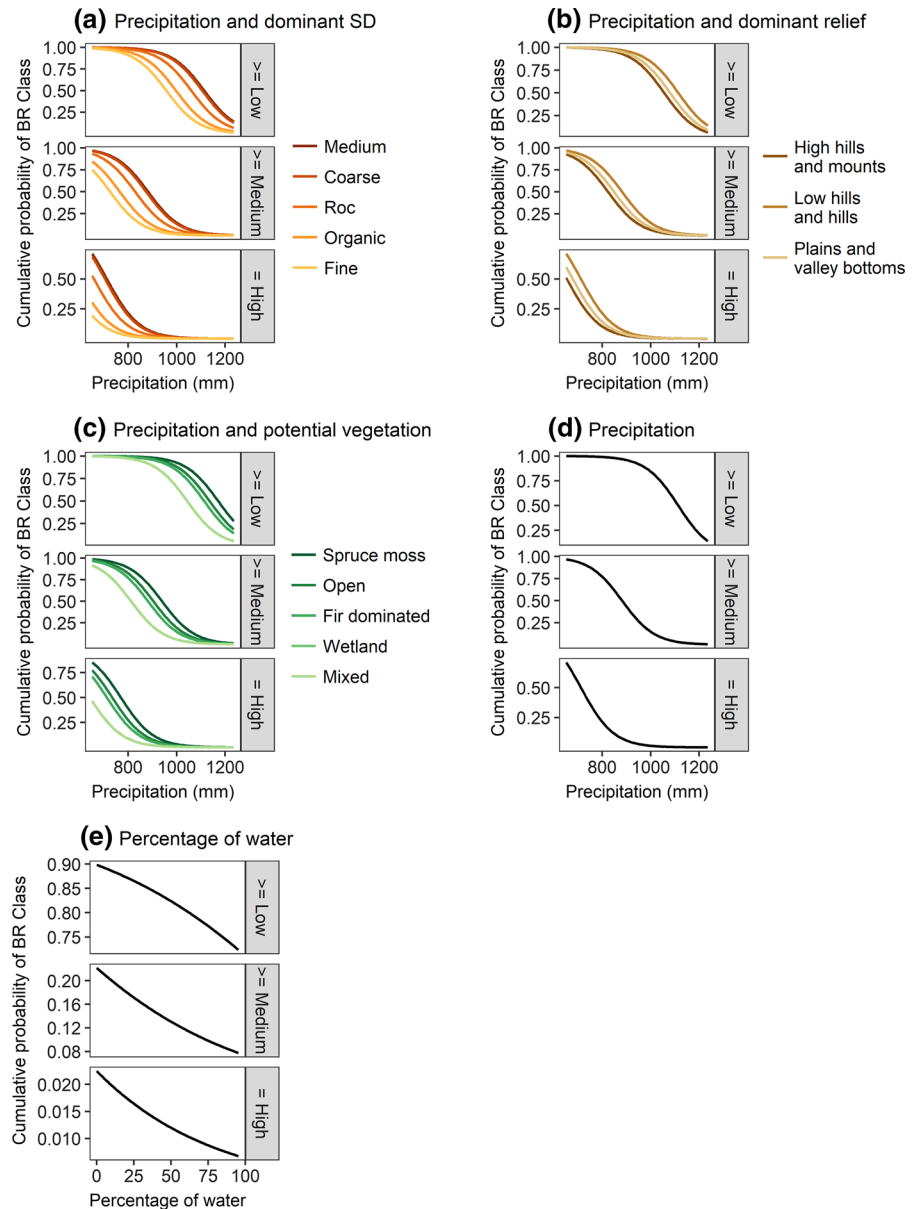 (a) Precipitation and dominant SD
Cumulative probability of BR Class
1.00
0.75
0.50
0.25
>= Low
1.00
0.75
0.50
0.25
>= Medium
0.50
0.25
= High
800 1000 1200
Precipitation (mm)
Medium
Coarse
Roc
Organic
Fine
(b) Precipitation and dominant relief
Cumulative probability of BR Class
1.00
0.75
0.50
0.25
>= Low
1.00
0.75
0.50
0.25
>= Medium
0.50
0.25
= High
800 1000 1200
Precipitation (mm)
High hills
and mounts
Low hills
and hills
Plains and
valley bottoms
(c) Precipitation and potential vegetation
Cumulative probability of BR Class
1.00
0.75
0.50
0.25
>= Low
1.00
0.75
0.50
0.25
>= Medium
0.75
0.50
0.25
= High
800 1000 1200
Precipitation (mm)
Spruce moss
Open
Fir dominated
Wetland
Mixed
(d) Precipitation
Cumulative probability of BR Class
1.00
0.75
0.50
0.25
>= Low
1.00
0.75
0.50
0.25
>= Medium
0.50
0.25
= High
800 1000 1200
Precipitation (mm)
(e) Percentage of water
Cumulative probability of BR Class
0.90
0.85
0.80
0.75
>= Low
0.20
0.16
0.12
0.08
>= Medium
0.020
0.015
0.010
= High
0 25 50 75 100
Percentage of water